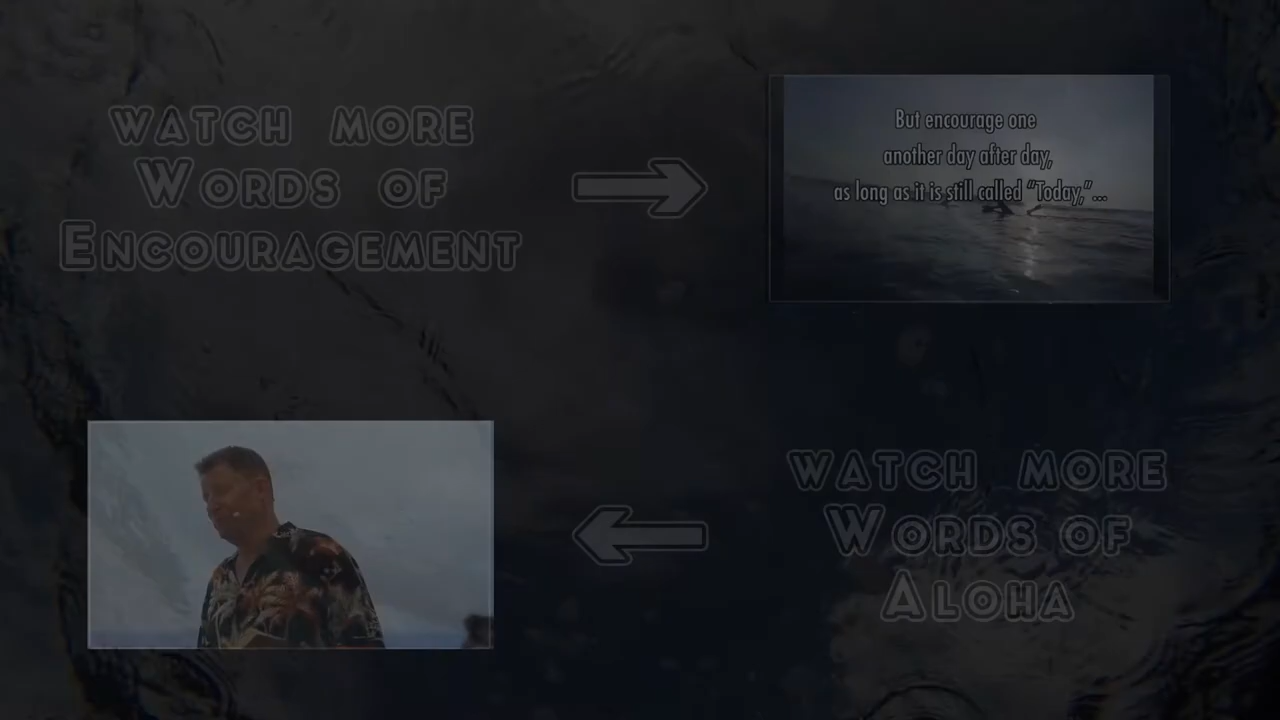 WATCH MORE
WORDS OF
ENCOURAGEMENT
But encourage one
another day after day,
as long as it is still called “Today,”...
WATCH MORE
WORDS OF
ALOHA